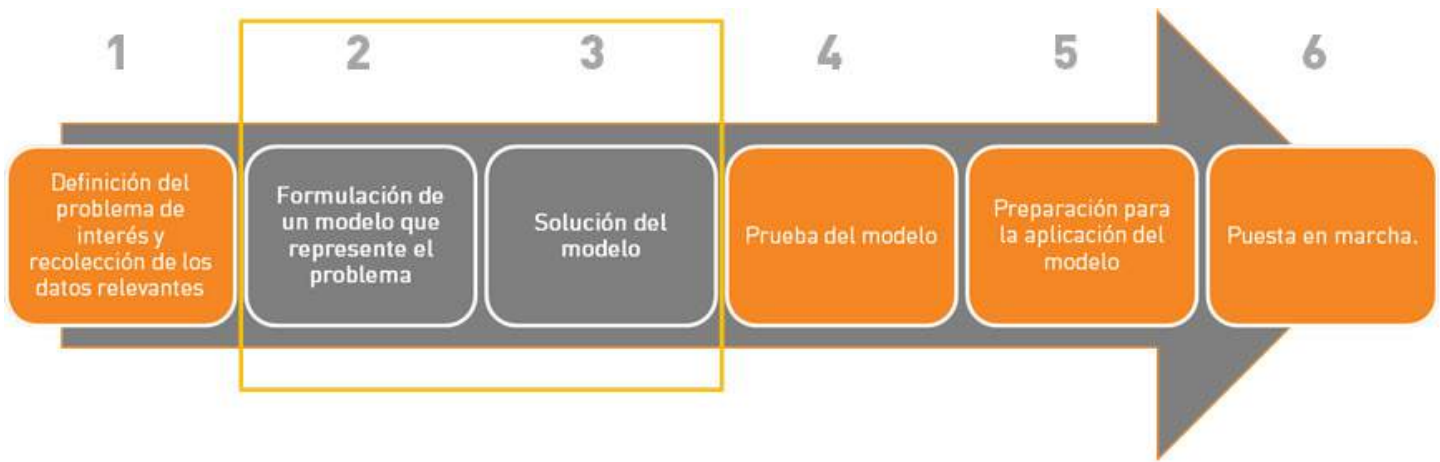 1
2
3
4
5
6
Definición del
problema de
interés y
recolección de los
datos relevantes
Formulación de
un modelo que
represente el
problema
Solución del
modelo
Prueba del modelo
Preparación para
la aplicación del
modelo
Puesta en marcha.